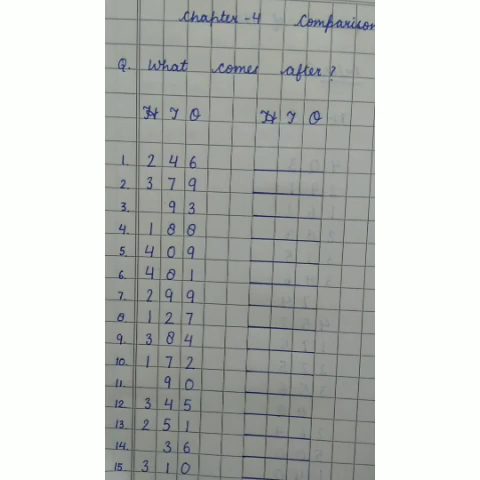 Chapter - 4 Comparison
Q. What comes after?
H T O H T O
1. 2 4 6
2. 3 7 9
3. 9 3
4. 1 8 8
5. 4 0 9
6. 4 8 1
7. 2 9 9
8 1 2 7
9. 3 8 4
10. 1 7 2
11. 9 0
12 3 4 5
13. 2 5 1
14. 3 6
15. 3 1 0